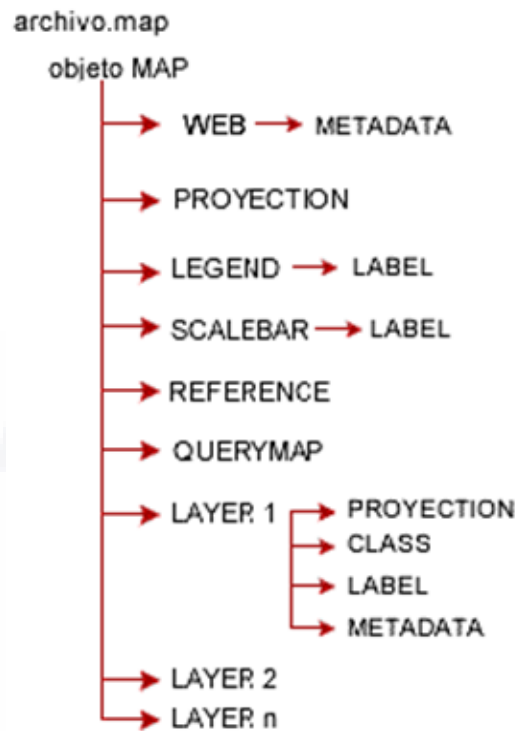 archivo.map
objeto MAP
WEB METADATA
PROYECTION
LEGEND LABEL
SCALEBAR LABEL
REFERENCE
QUERYMAP
LAYER 1 PROYECTION
CLASS
LABEL
METADATA
LAYER 2
LAYER n